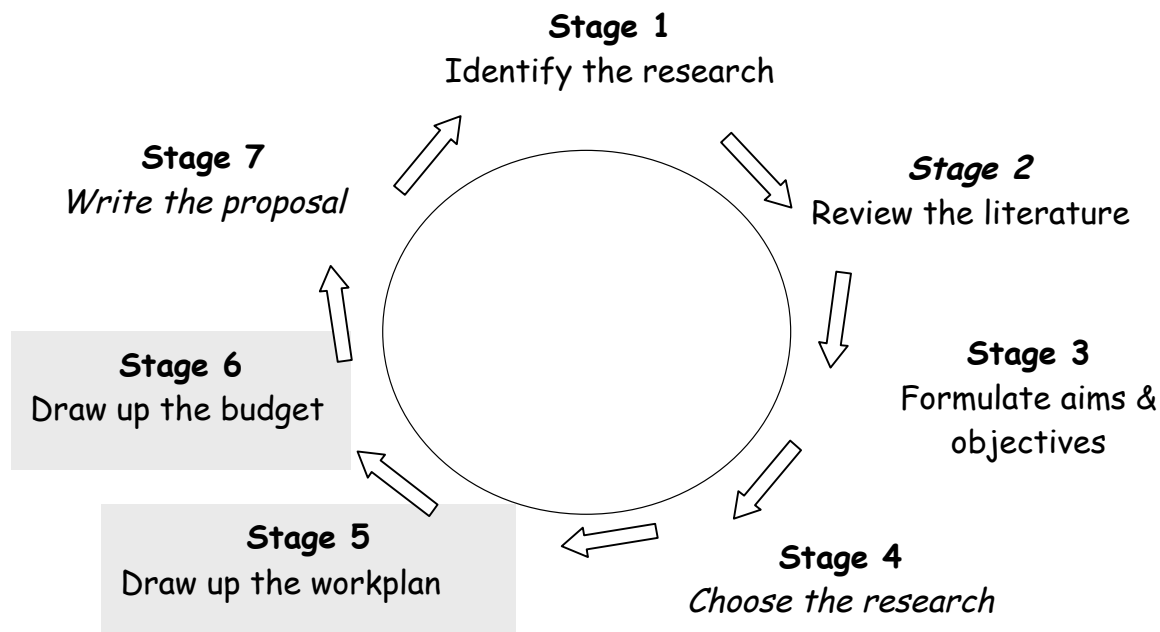 Stage 1
Identify the research
Stage 2
Review the literature
Stage 3
Formulate aims &
objectives
Stage 4
Choose the research
Stage 5
Draw up the workplan
Stage 6
Draw up the budget
Stage 7
Write the proposal